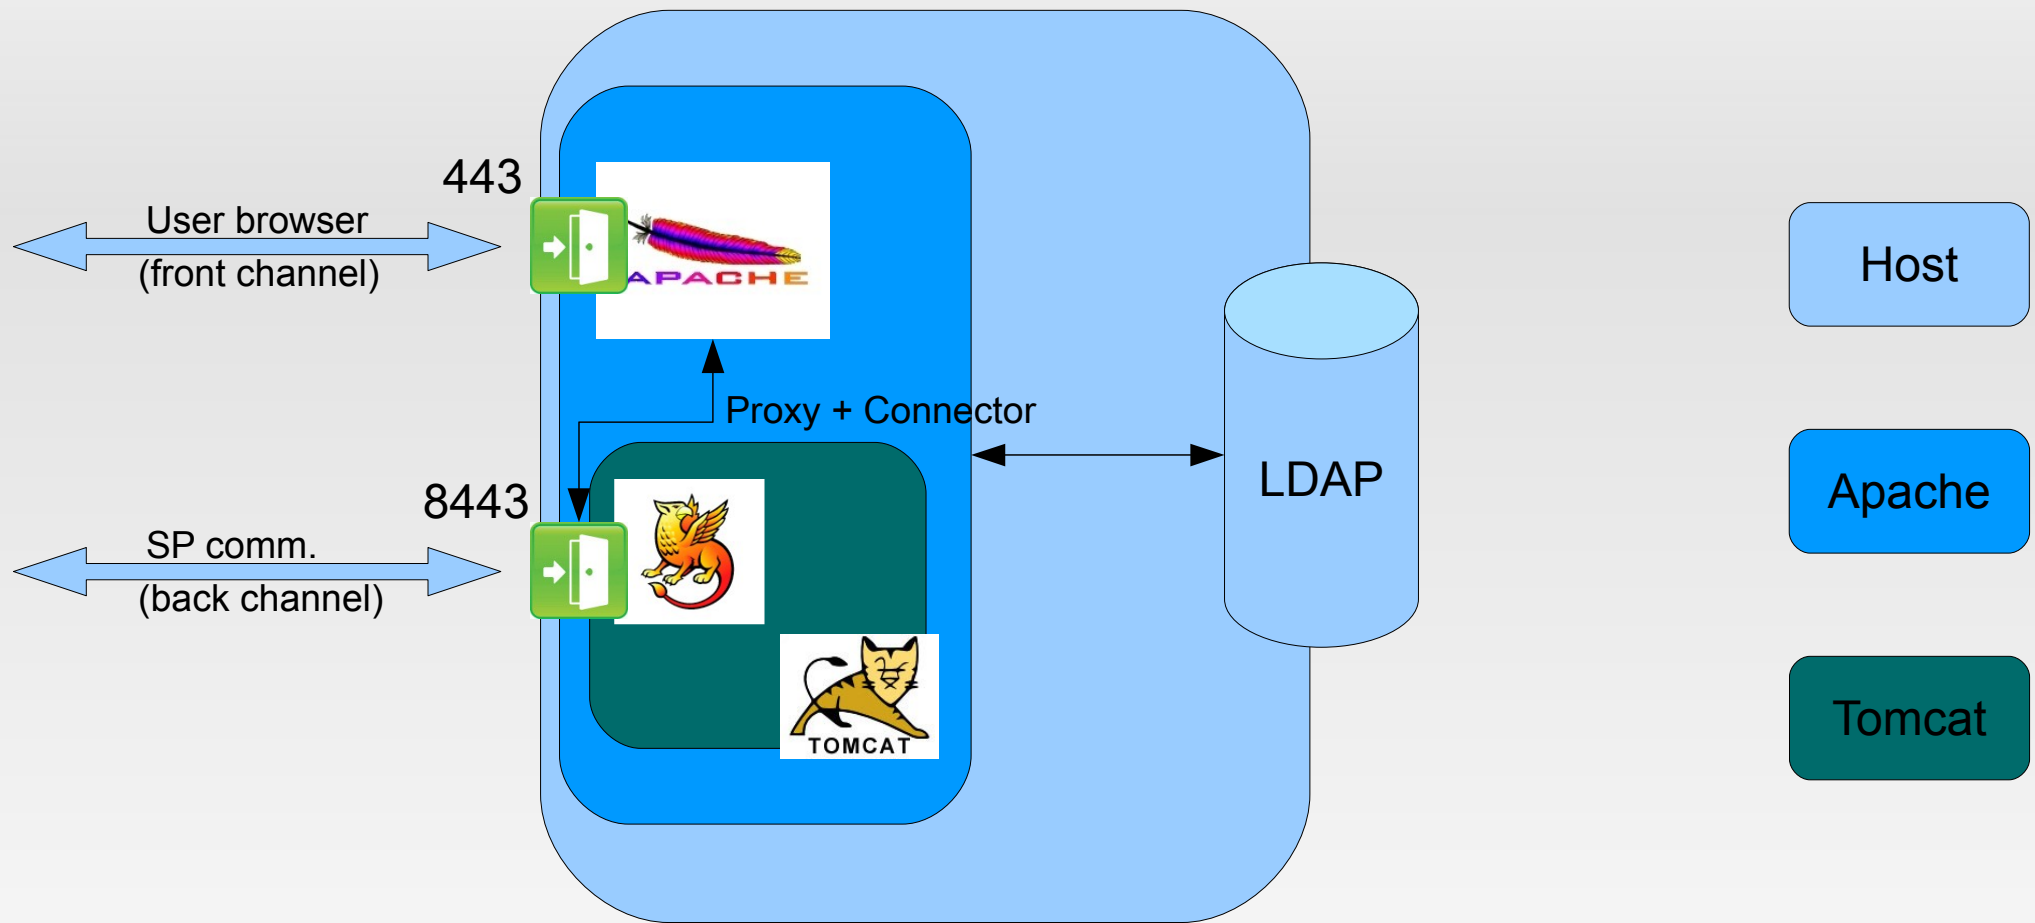 443
User browser
(front channel)
APACHE
Proxy + Connector
8443
SP comm.
(back channel)
TOMCAT
LDAP
Host
Apache
Tomcat